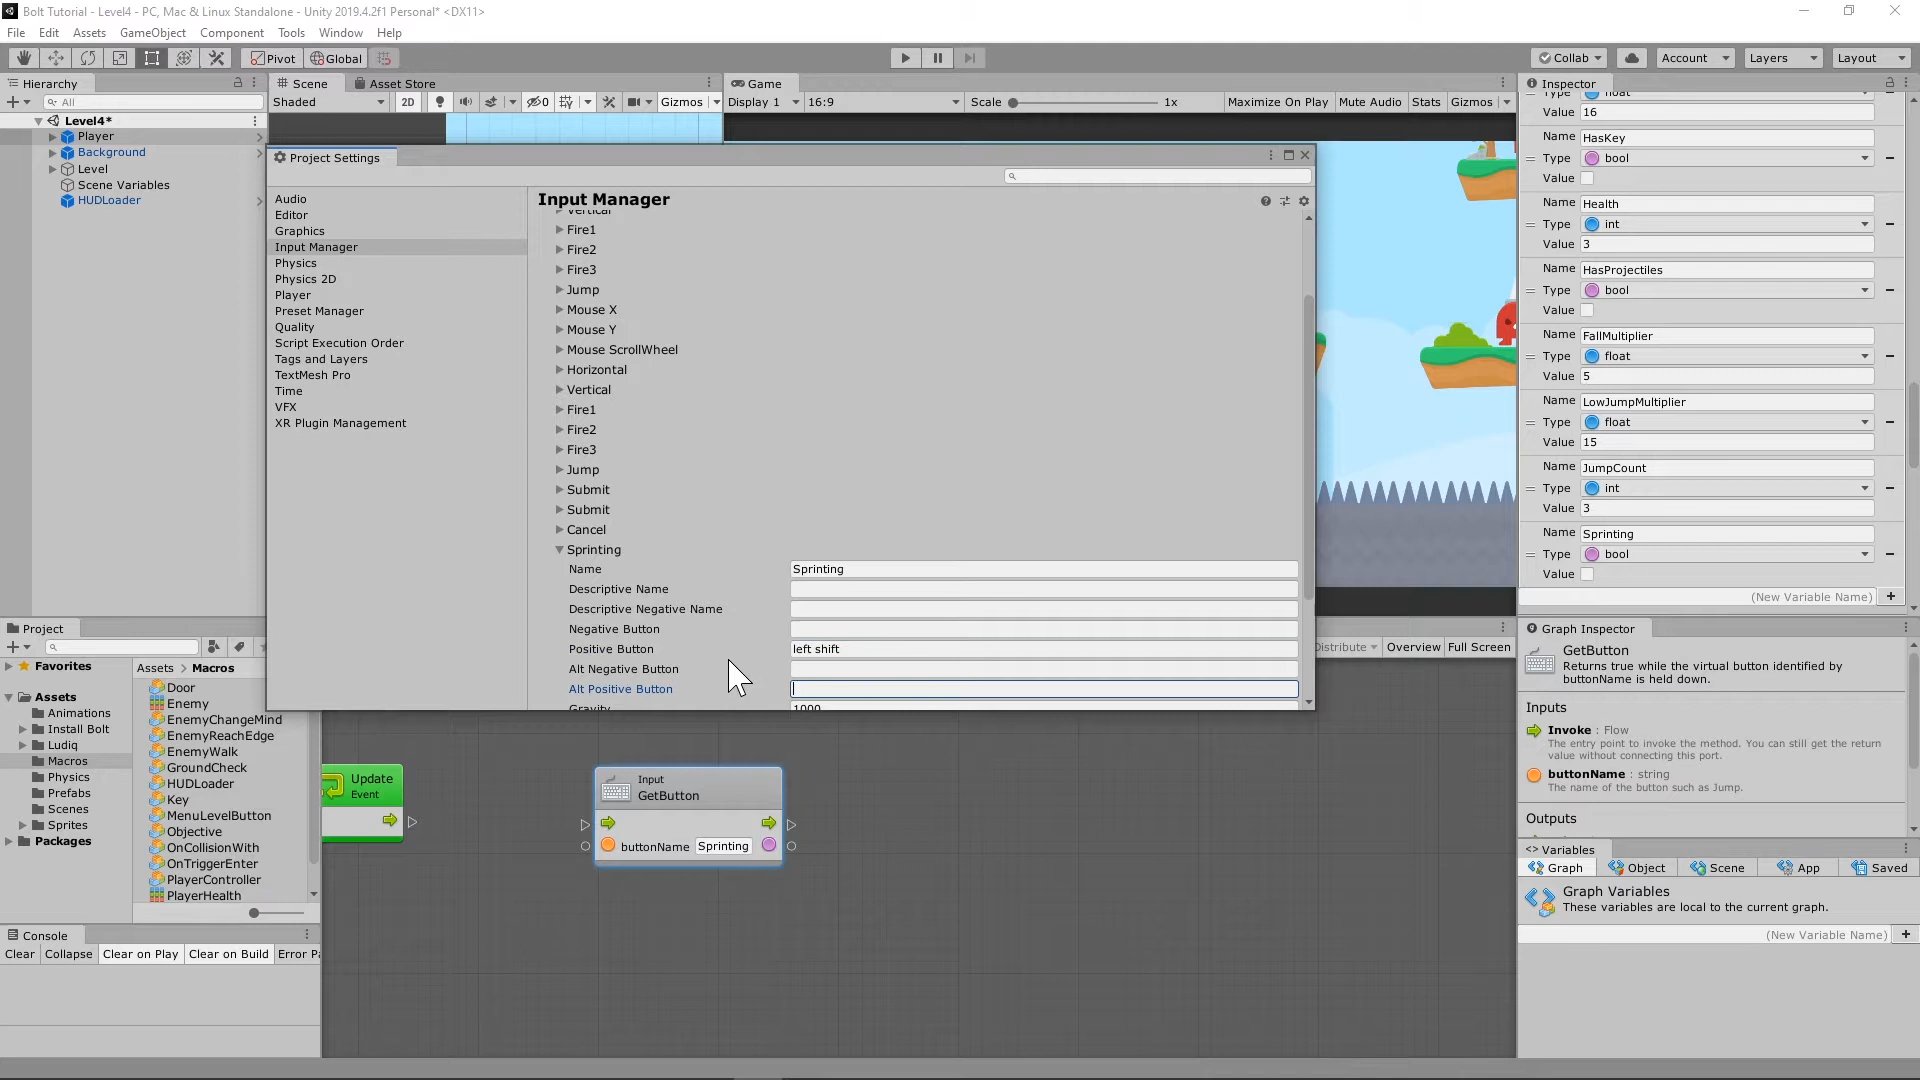 Bolt Tutorial - Level4 - PC, Mac & Linux Standalone - Unity 2019.4.2f1 Personal* <DX11>
File Edit Assets GameObject Component Tools Window Help
Pivot Global Collab Account Layers Layout
Hierarchy
All
Level4*
Player
Background
Level
Scene Variables
HUDLoader
Scene Asset Store
Shaded 2D 0 Gizmos
Game
Display 1 16:9 Scale 1x Maximize On Play Mute Audio Stats Gizmos
Project Settings
Audio
Editor
Graphics
Input Manager
Physics
Physics 2D
Player
Preset Manager
Quality
Script Execution Order
Tags and Layers
TextMesh Pro
Time
VFX
XR Plugin Management
Input Manager
Vertical
Fire1
Fire2
Fire3
Jump
Mouse X
Mouse Y
Mouse ScrollWheel
Horizontal
Vertical
Fire1
Fire2
Fire3
Jump
Submit
Submit
Cancel
Sprinting
Name Sprinting
Descriptive Name
Descriptive Negative Name
Negative Button
Positive Button left shift
Alt Negative Button
Alt Positive Button
Gravity 1000
Inspector
Type float
Value 16
Name HasKey
Type bool
Value
Name Health
Type int
Value 3
Name HasProjectiles
Type bool
Value
Name FallMultiplier
Type float
Value 5
Name LowJumpMultiplier
Type float
Value 15
Name JumpCount
Type int
Value 3
Name Sprinting
Type bool
Value
(New Variable Name)
Project
Favorites
Assets
Animations
Install Bolt
Ludiq
Macros
Physics
Prefabs
Scenes
Sprites
Packages
Assets > Macros
Door
Enemy
EnemyChangeMind
EnemyReachEdge
EnemyWalk
GroundCheck
HUDLoader
Key
MenuLevelButton
Objective
OnCollisionWith
OnTriggerEnter
PlayerController
PlayerHealth
Console
Clear Collapse Clear on Play Clear on Build Error Pa
Distribute Overview Full Screen
Update
Event
Input
GetButton
buttonName Sprinting
Graph Inspector
GetButton
Returns true while the virtual button identified by
buttonName is held down.
Inputs
Invoke : Flow
The entry point to invoke the method. You can still get the return
value without connecting this port.
buttonName : string
The name of the button such as Jump.
Outputs
<> Variables
Graph Object Scene App Saved
Graph Variables
These variables are local to the current graph.
(New Variable Name)